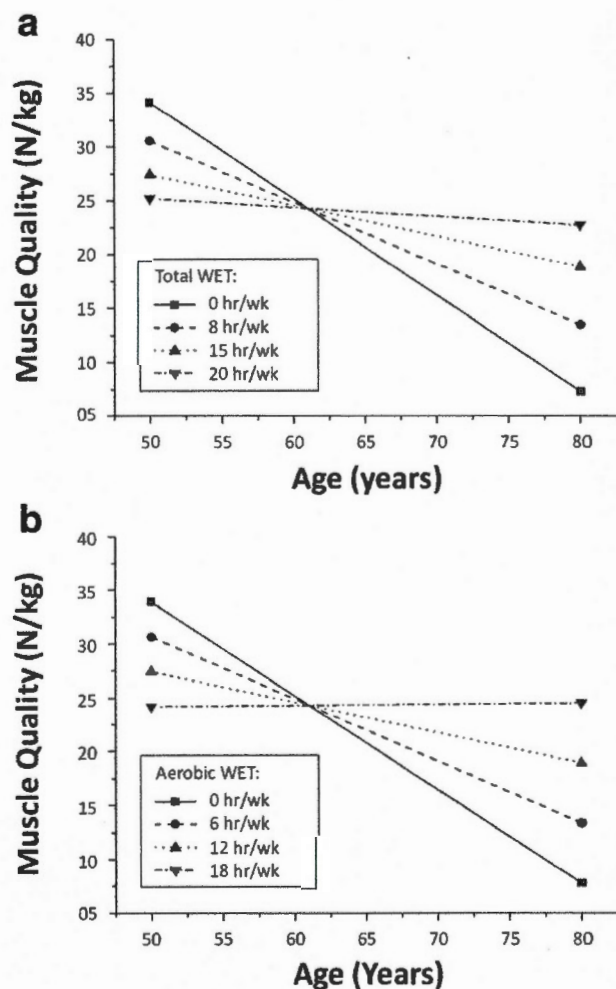 a
40
35
30
25
20
15
10
05
Muscle Quality (N/kg)
Total WET:
0 hr/wk
8 hr/wk
15 hr/wk
20 hr/wk
50 55 60 65 70 75 80
Age (years)
b
40
35
30
25
20
15
10
05
Muscle Quality (N/kg)
Aerobic WET:
0 hr/wk
6 hr/wk
12 hr/wk
18 hr/wk
50 55 60 65 70 75 80
Age (Years)